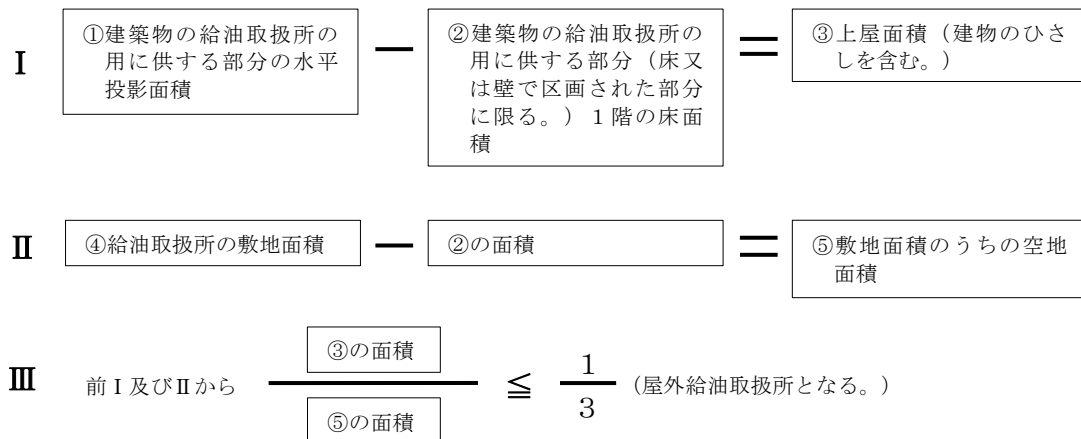 Ⅰ
①建築物の給油取扱所の
用に供する部分の水平
投影面積
－
②建築物の給油取扱所の
用に供する部分（床又
は壁で区画された部分
に限る。）１階の床面
積
＝
③上屋面積（建物のひさ
しを含む。）
Ⅱ
④給油取扱所の敷地面積
－
②の面積
＝
⑤敷地面積のうちの空地
面積
Ⅲ
前Ⅰ及びⅡから
③の面積
⑤の面積
≦
1
3
（屋外給油取扱所となる。）